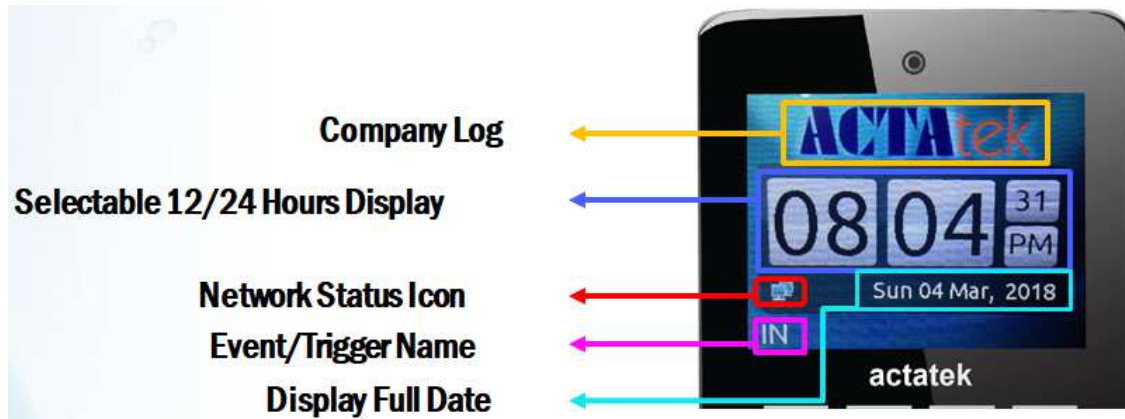 Company Log
Selectable 12/24 Hours Display
Network Status Icon
Event/Trigger Name
Display Full Date
ACTAtek
08 04 31 PM
Sun 04 Mar, 2018
IN
actatek